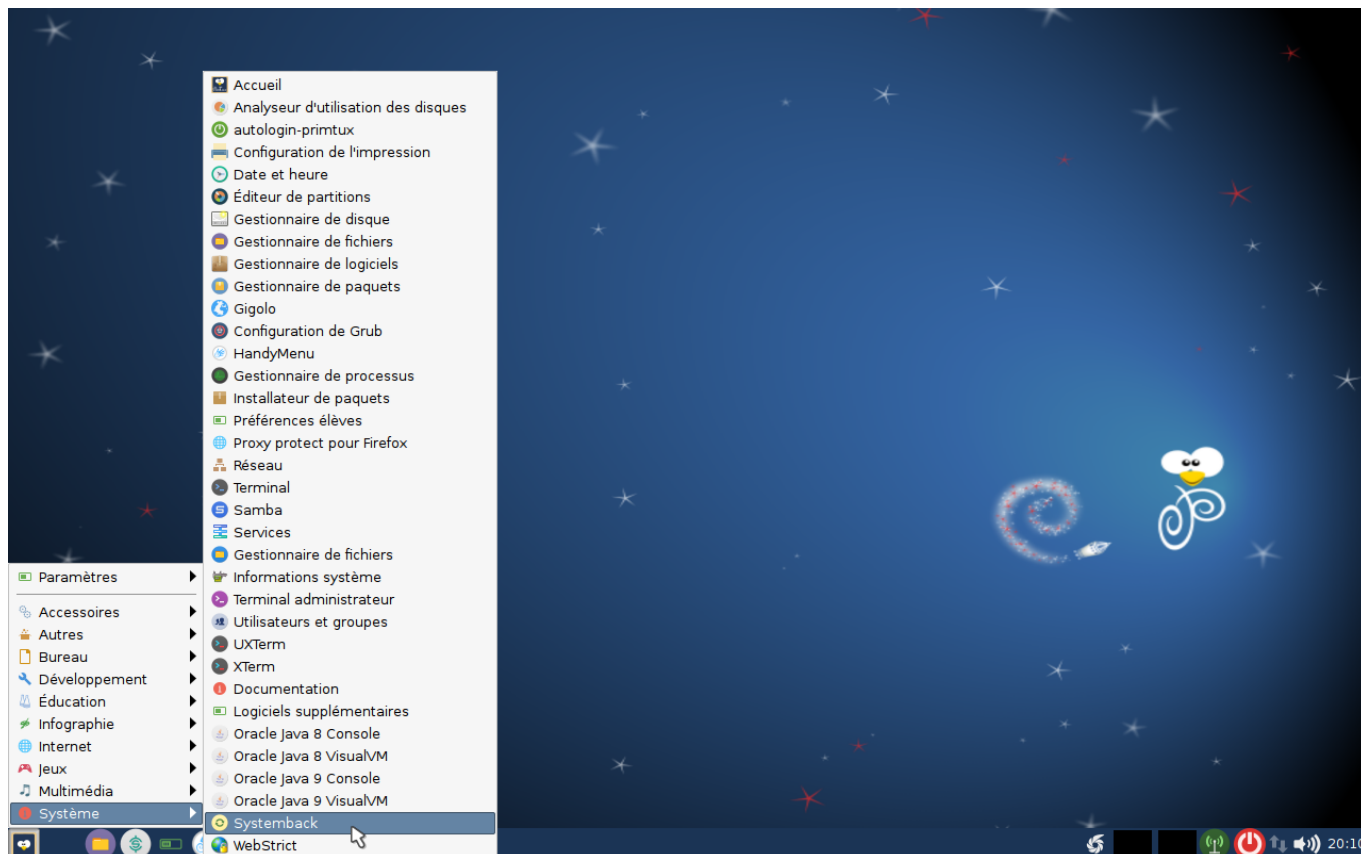 Accueil
Analyseur d'utilisation des disques
autologin-primtux
Configuration de l'impression
Date et heure
Éditeur de partitions
Gestionnaire de disque
Gestionnaire de fichiers
Gestionnaire de logiciels
Gestionnaire de paquets
Gigolo
Configuration de Grub
HandyMenu
Gestionnaire de processus
Installateur de paquets
Préférences élèves
Proxy protect pour Firefox
Réseau
Terminal
Samba
Services
Gestionnaire de fichiers
Informations système
Terminal administrateur
Utilisateurs et groupes
UXTerm
XTerm
Documentation
Logiciels supplémentaires
Oracle Java 8 Console
Oracle Java 8 VisualVM
Oracle Java 9 Console
Oracle Java 9 VisualVM
Systemback
WebStrict
Paramètres
Accessoires
Autres
Bureau
Développement
Éducation
Infographie
Internet
Jeux
Multimédia
Système
20:10